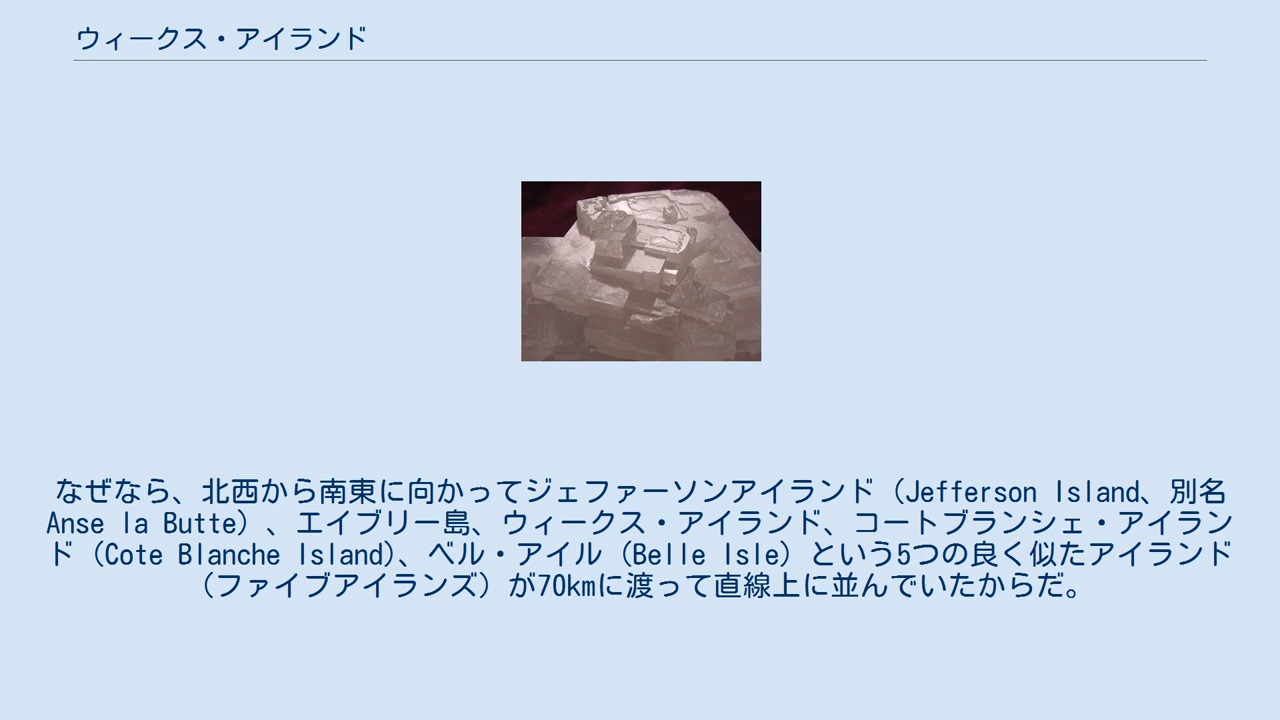 ウィークス・アイランド
なぜなら、北西から南東に向かってジェファーソンアイランド（Jefferson Island、別名
Anse la Butte）、エイブリー島、ウィークス・アイランド、コートブランシェ・アイラン
ド（Cote Blanche Island)、ベル・アイル（Belle Isle）という5つの良く似たアイランド
（ファイブアイランズ）が70kmに渡って直線上に並んでいたからだ。